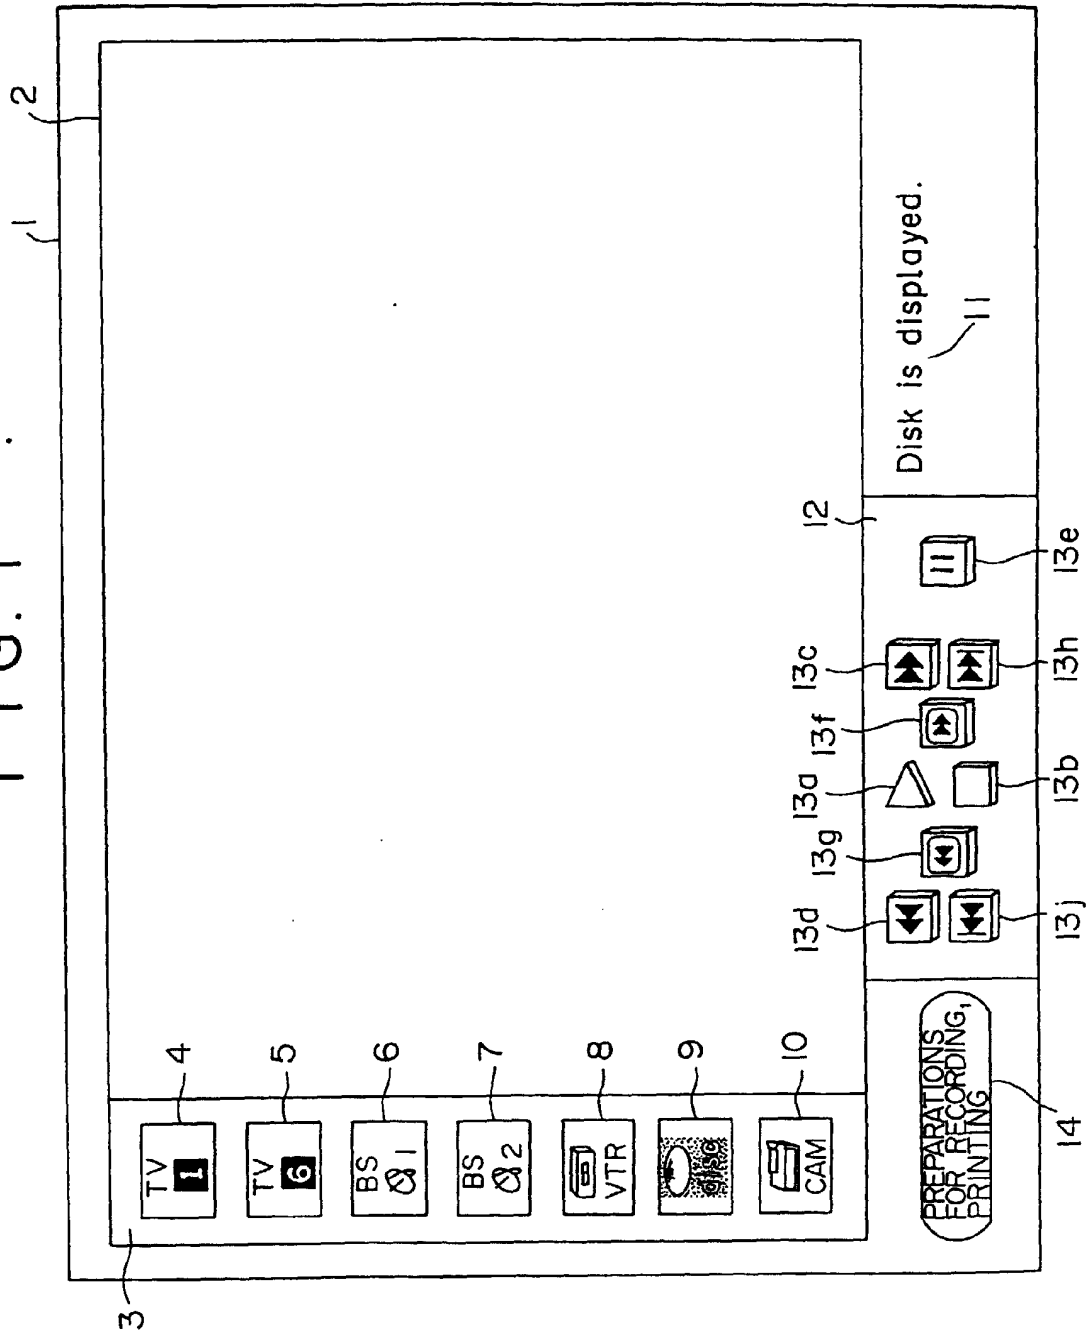 FIG. 1
1
2
3
TV
1
4
TV
6
5
BS
1
6
BS
2
7
VTR
8
disc
9
CAM
10
Disk is displayed.
11
12
13d
13g
13a
13f
13c
13j
13b
13h
13e
PREPARATIONS
FOR RECORDING,
PRINTING
14